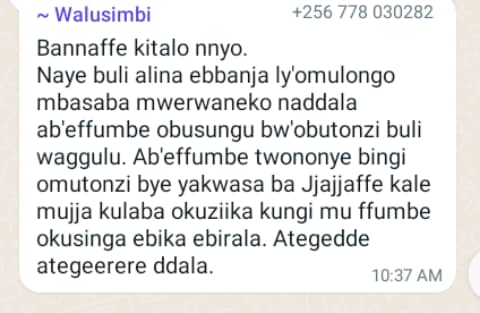 ~ Walusimbi +256 778 030282
Bannaffe kitalo nnyo.
Naye buli alina ebbanja ly'omulongo
mbasaba mwerwaneko naddala
ab'effumbe obusungu bw'obutonzi buli
waggulu. Ab'effumbe twononye bingi
omutonzi bye yakwasa ba Jjajjaffe kale
mujja kulaba okuziika kungi mu ffumbe
okusinga ebika ebirala. Ategedde
ategeerere ddala.
10:37 AM